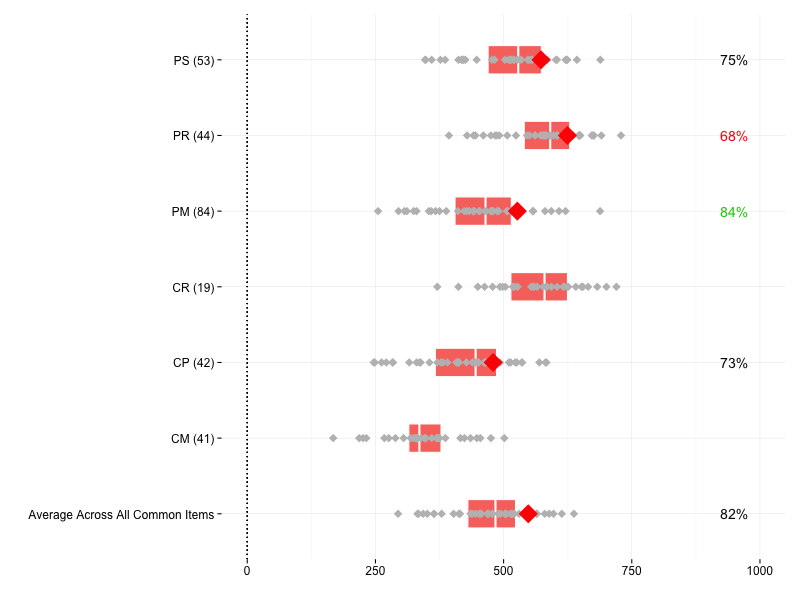 PS (53) 75%
PR (44) 68%
PM (84) 84%
CR (19)
CP (42) 73%
CM (41)
Average Across All Common Items 82%
0 250 500 750 1000